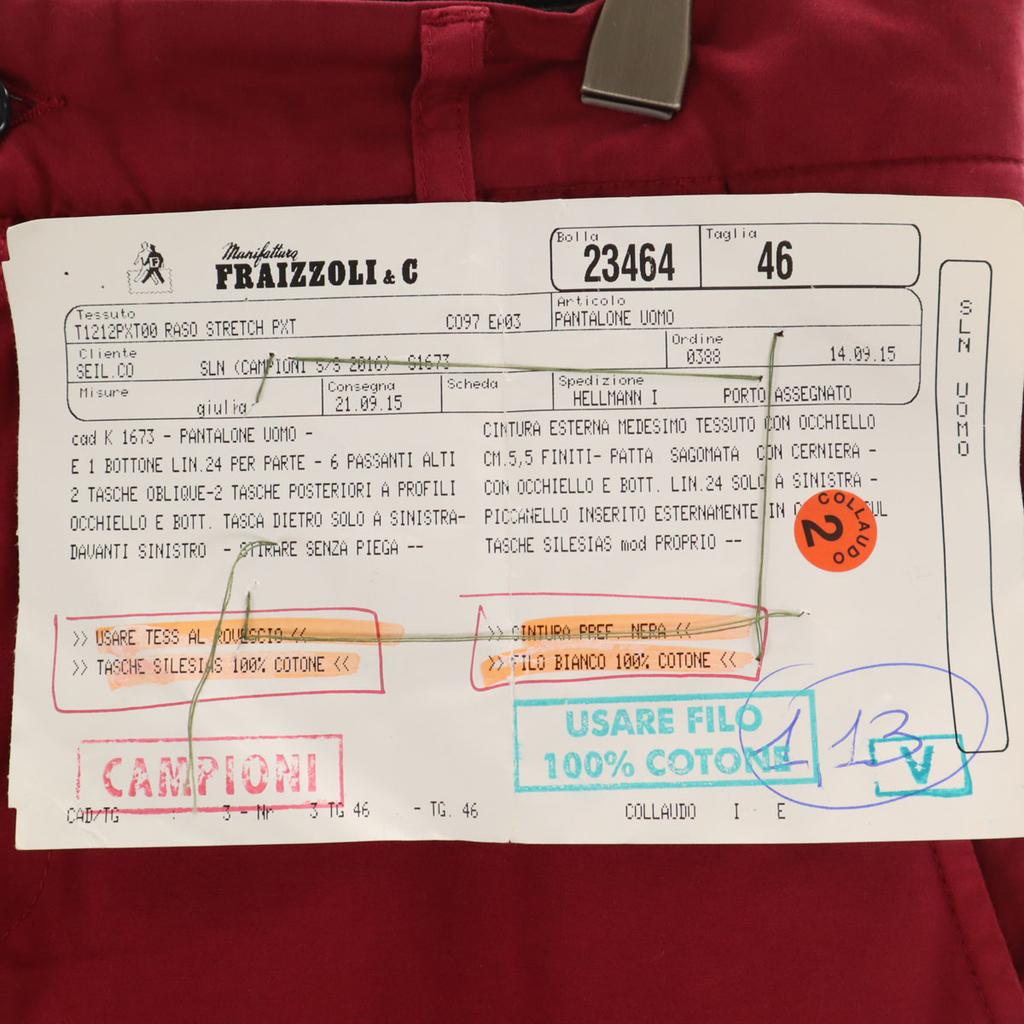 Manifattura
FRAIZZOLI & C
Bolla
23464
Taglia
46
Tessuto
T1212PXT00 RASO STRETCH PXT CO97 EA03
Articolo
PANTALONE UOMO
Cliente
SEIL.CO SLN (CAMPIONI S/S 2016) G1673
Ordine
0388 14.09.15
Misure
giulia
Consegna
21.09.15
Scheda
Spedizione
HELLMANN I PORTO ASSEGNATO
SLN UOMO
cad K 1673 - PANTALONE UOMO -
E 1 BOTTONE LIN.24 PER PARTE - 6 PASSANTI ALTI
2 TASCHE OBLIQUE-2 TASCHE POSTERIORI A PROFILI
OCCHIELLO E BOTT. TASCA DIETRO SOLO A SINISTRA-
DAVANTI SINISTRO - STIRARE SENZA PIEGA --
CINTURA ESTERNA MEDESIMO TESSUTO CON OCCHIELLO
CM.5,5 FINITI- PATTA SAGOMATA CON CERNIERA -
CON OCCHIELLO E BOTT. LIN.24 SOLO A SINISTRA -
PICCANELLO INSERITO ESTERNAMENTE IN
TASCHE SILESIAS mod PROPRIO --
COLLAUDO
2
>> USARE TESS AL ROVESCIO <<
>> TASCHE SILESIAS 100% COTONE <<
>> CINTURA PREF. NERA <<
>> FILO BIANCO 100% COTONE <<
CAMPIONI
USARE FILO
100% COTONE
1,13
V
CAD/TG : 3 - Nr 3 TG 46 - TG. 46
COLLAUDO I E